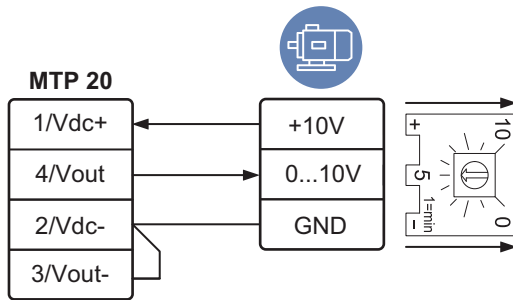 MTP 20
1/Vdc+
4/Vout
2/Vdc-
3/Vout-
+10V
0...10V
GND
+ 10
5
1=min
- 0